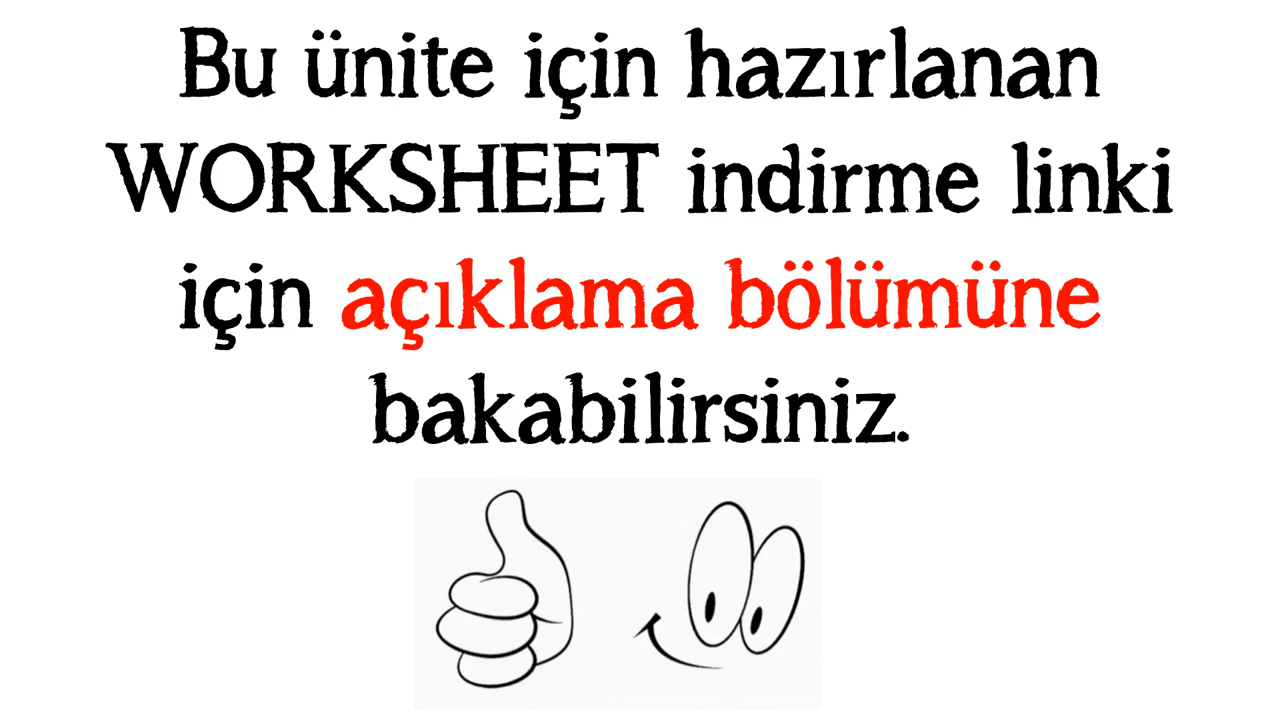 Bu ünite için hazırlanan
WORKSHEET indirme linki
için açıklama bölümüne
bakabilirsiniz.